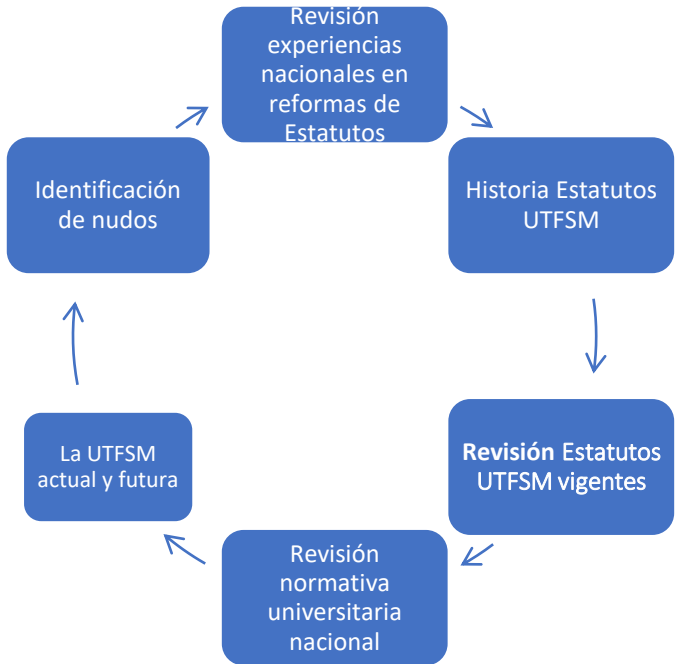 Revisión
experiencias
nacionales en
reformas de
Estatutos
Historia Estatutos
UTFSM
Revisión Estatutos
UTFSM vigentes
Revisión
normativa
universitaria
nacional
La UTFSM
actual y futura
Identificación
de nudos